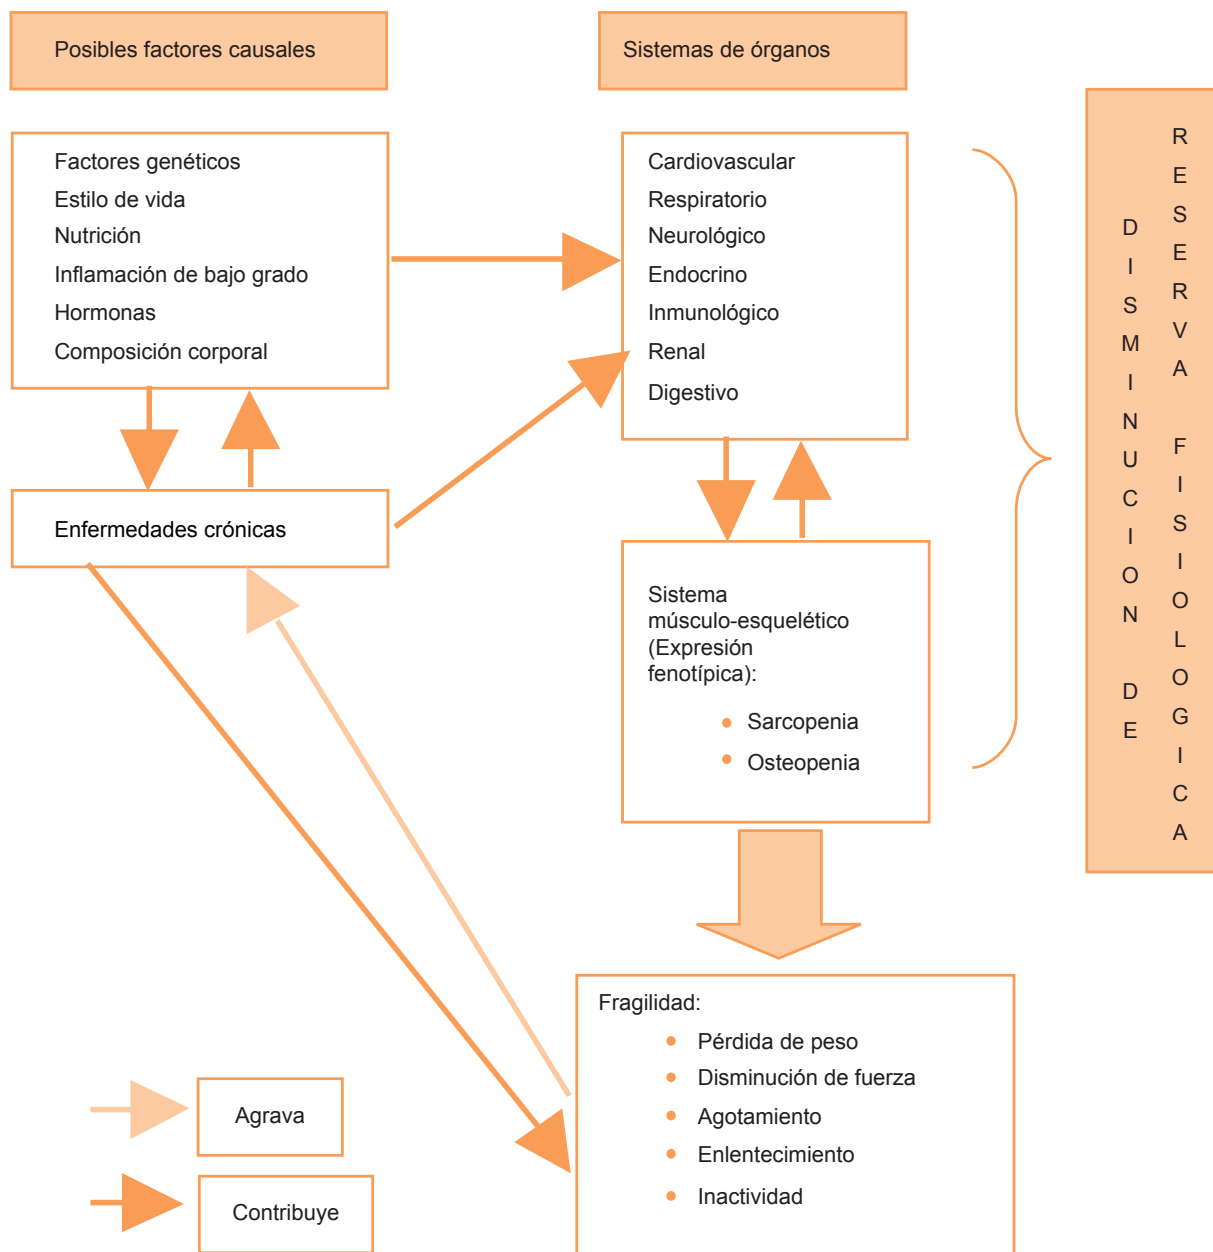 Posibles factores causales
Sistemas de órganos
Factores genéticos
Estilo de vida
Nutrición
Inflamación de bajo grado
Hormonas
Composición corporal
Enfermedades crónicas
Cardiovascular
Respiratorio
Neurológico
Endocrino
Inmunológico
Renal
Digestivo
Sistema
músculo-esquelético
(Expresión
fenotípica):
Sarcopenia
Osteopenia
DISMINUCION DE
RESERVA FISIOLOGICA
Fragilidad:
Pérdida de peso
Disminución de fuerza
Agotamiento
Enlentecimiento
Inactividad
Agrava
Contribuye